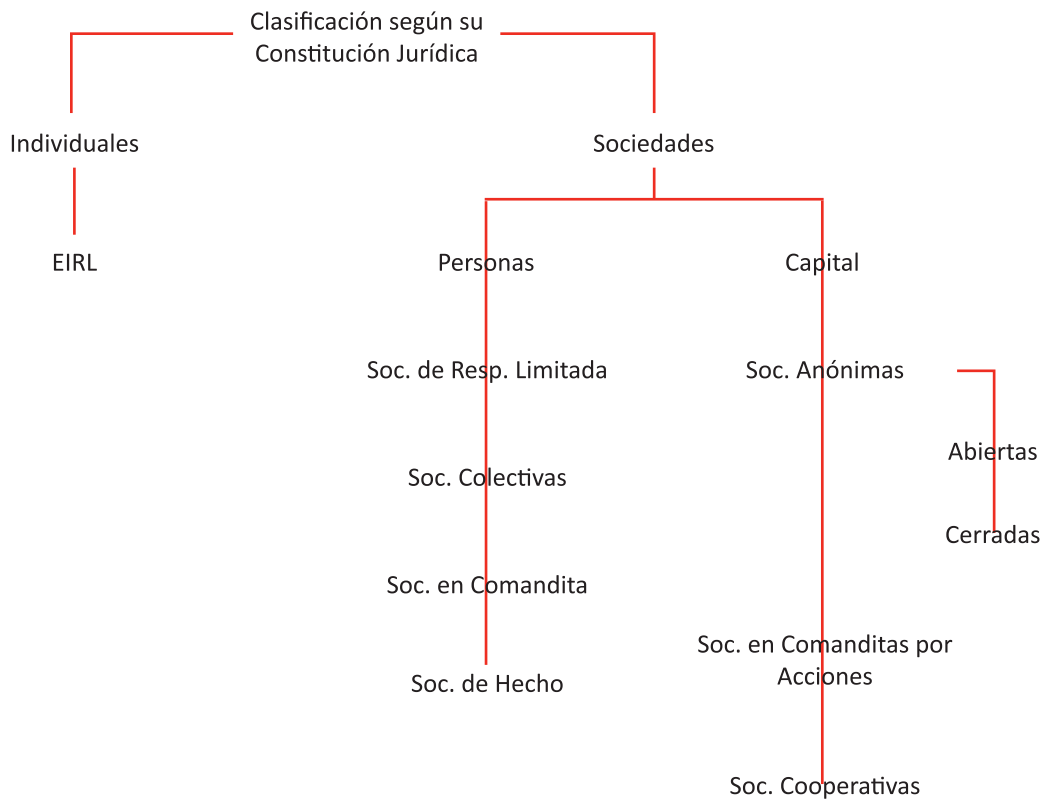 Clasificación según su
Constitución Jurídica
Individuales
Sociedades
EIRL
Personas
Capital
Soc. de Resp. Limitada
Soc. Anónimas
Abiertas
Soc. Colectivas
Cerradas
Soc. en Comandita
Soc. en Comanditas por
Acciones
Soc. de Hecho
Soc. Cooperativas